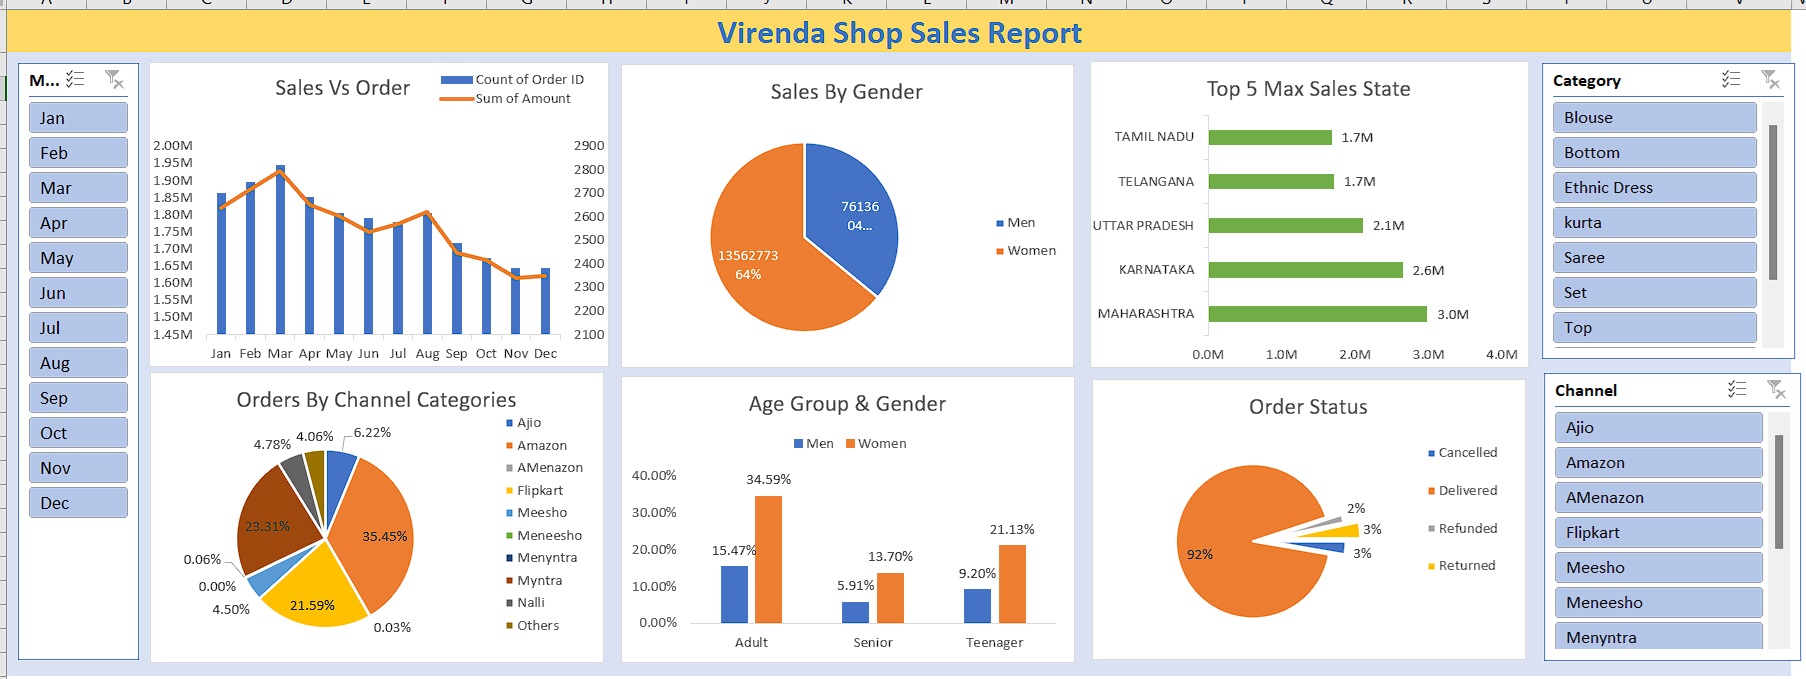 Virenda Shop Sales Report
M...
Jan
Feb
Mar
Apr
May
Jun
Jul
Aug
Sep
Oct
Nov
Dec
Sales Vs Order
Count of Order ID
Sum of Amount
2.00M
1.95M
1.90M
1.85M
1.80M
1.75M
1.70M
1.65M
1.60M
1.55M
1.50M
1.45M
2900
2800
2700
2600
2500
2400
2300
2200
2100
Jan Feb Mar Apr May Jun Jul Aug Sep Oct Nov Dec
Sales By Gender
76136
04...
13562773
64%
Men
Women
Top 5 Max Sales State
TAMIL NADU 1.7M
TELANGANA 1.7M
UTTAR PRADESH 2.1M
KARNATAKA 2.6M
MAHARASHTRA 3.0M
0.0M 1.0M 2.0M 3.0M 4.0M
Category
Blouse
Bottom
Ethnic Dress
kurta
Saree
Set
Top
Orders By Channel Categories
4.78% 4.06% 6.22%
23.31% 35.45%
0.06%
0.00%
4.50% 21.59%
0.03%
Ajio
Amazon
AMenazon
Flipkart
Meesho
Meneesho
Menyntra
Myntra
Nalli
Others
Age Group & Gender
Men Women
40.00%
30.00%
20.00%
10.00%
0.00%
15.47% 34.59%
5.91% 13.70%
9.20% 21.13%
Adult Senior Teenager
Order Status
92%
2%
3%
3%
Cancelled
Delivered
Refunded
Returned
Channel
Ajio
Amazon
AMenazon
Flipkart
Meesho
Meneesho
Menyntra